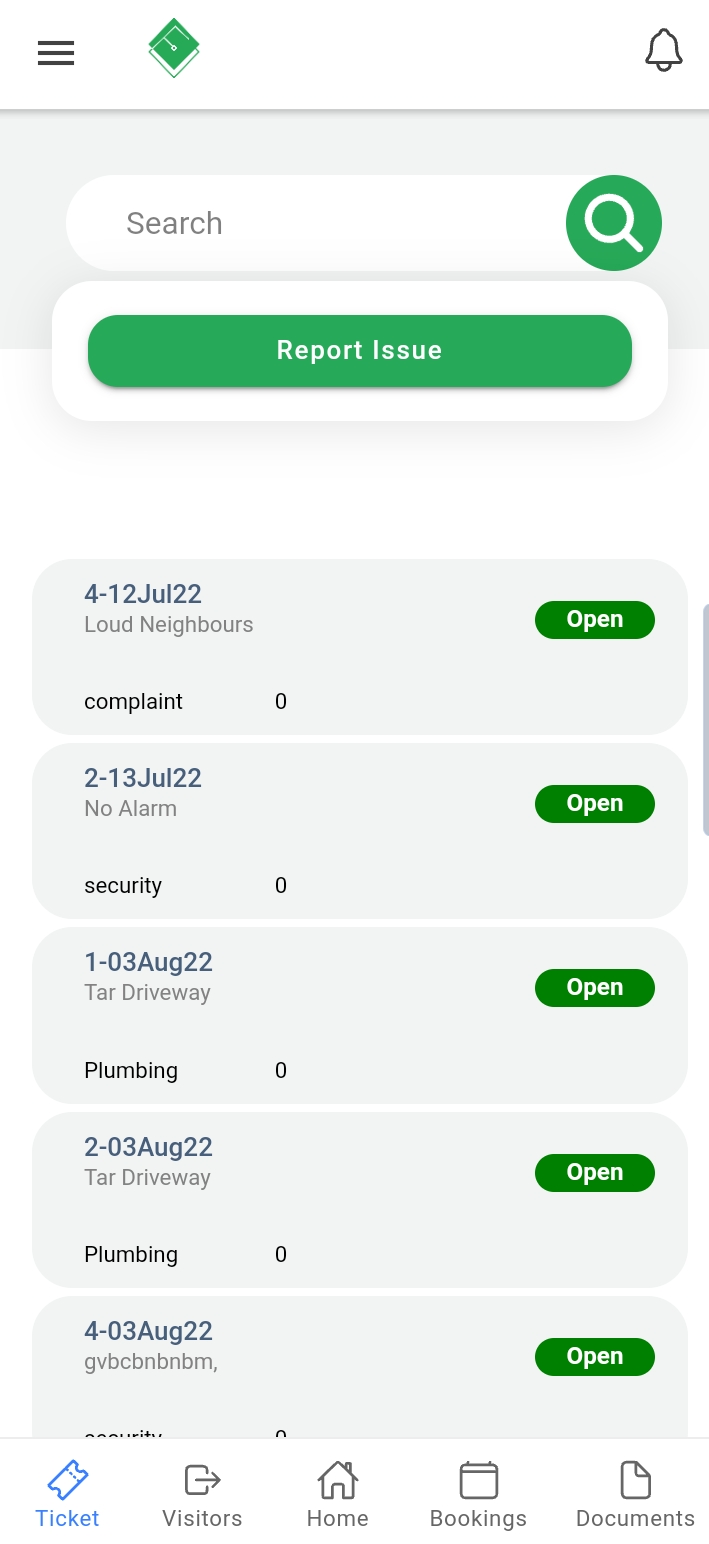 Search
Report Issue
4-12Jul22
Loud Neighbours
Open
complaint 0
2-13Jul22
No Alarm
Open
security 0
1-03Aug22
Tar Driveway
Open
Plumbing 0
2-03Aug22
Tar Driveway
Open
Plumbing 0
4-03Aug22
gvbcbnbnbm,
Open
security 0
Ticket Visitors Home Bookings Documents